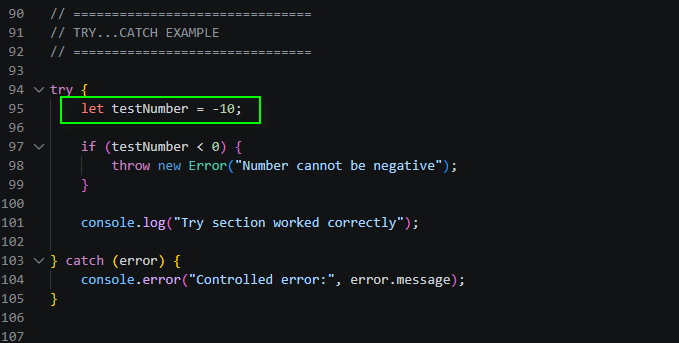 90 // ===============================
91 // TRY...CATCH EXAMPLE
92 // ===============================
93
94 try {
95 let testNumber = -10;
96
97 if (testNumber < 0) {
98 throw new Error("Number cannot be negative");
99 }
100
101 console.log("Try section worked correctly");
102
103 } catch (error) {
104 console.error("Controlled error:", error.message);
105 }
106
107